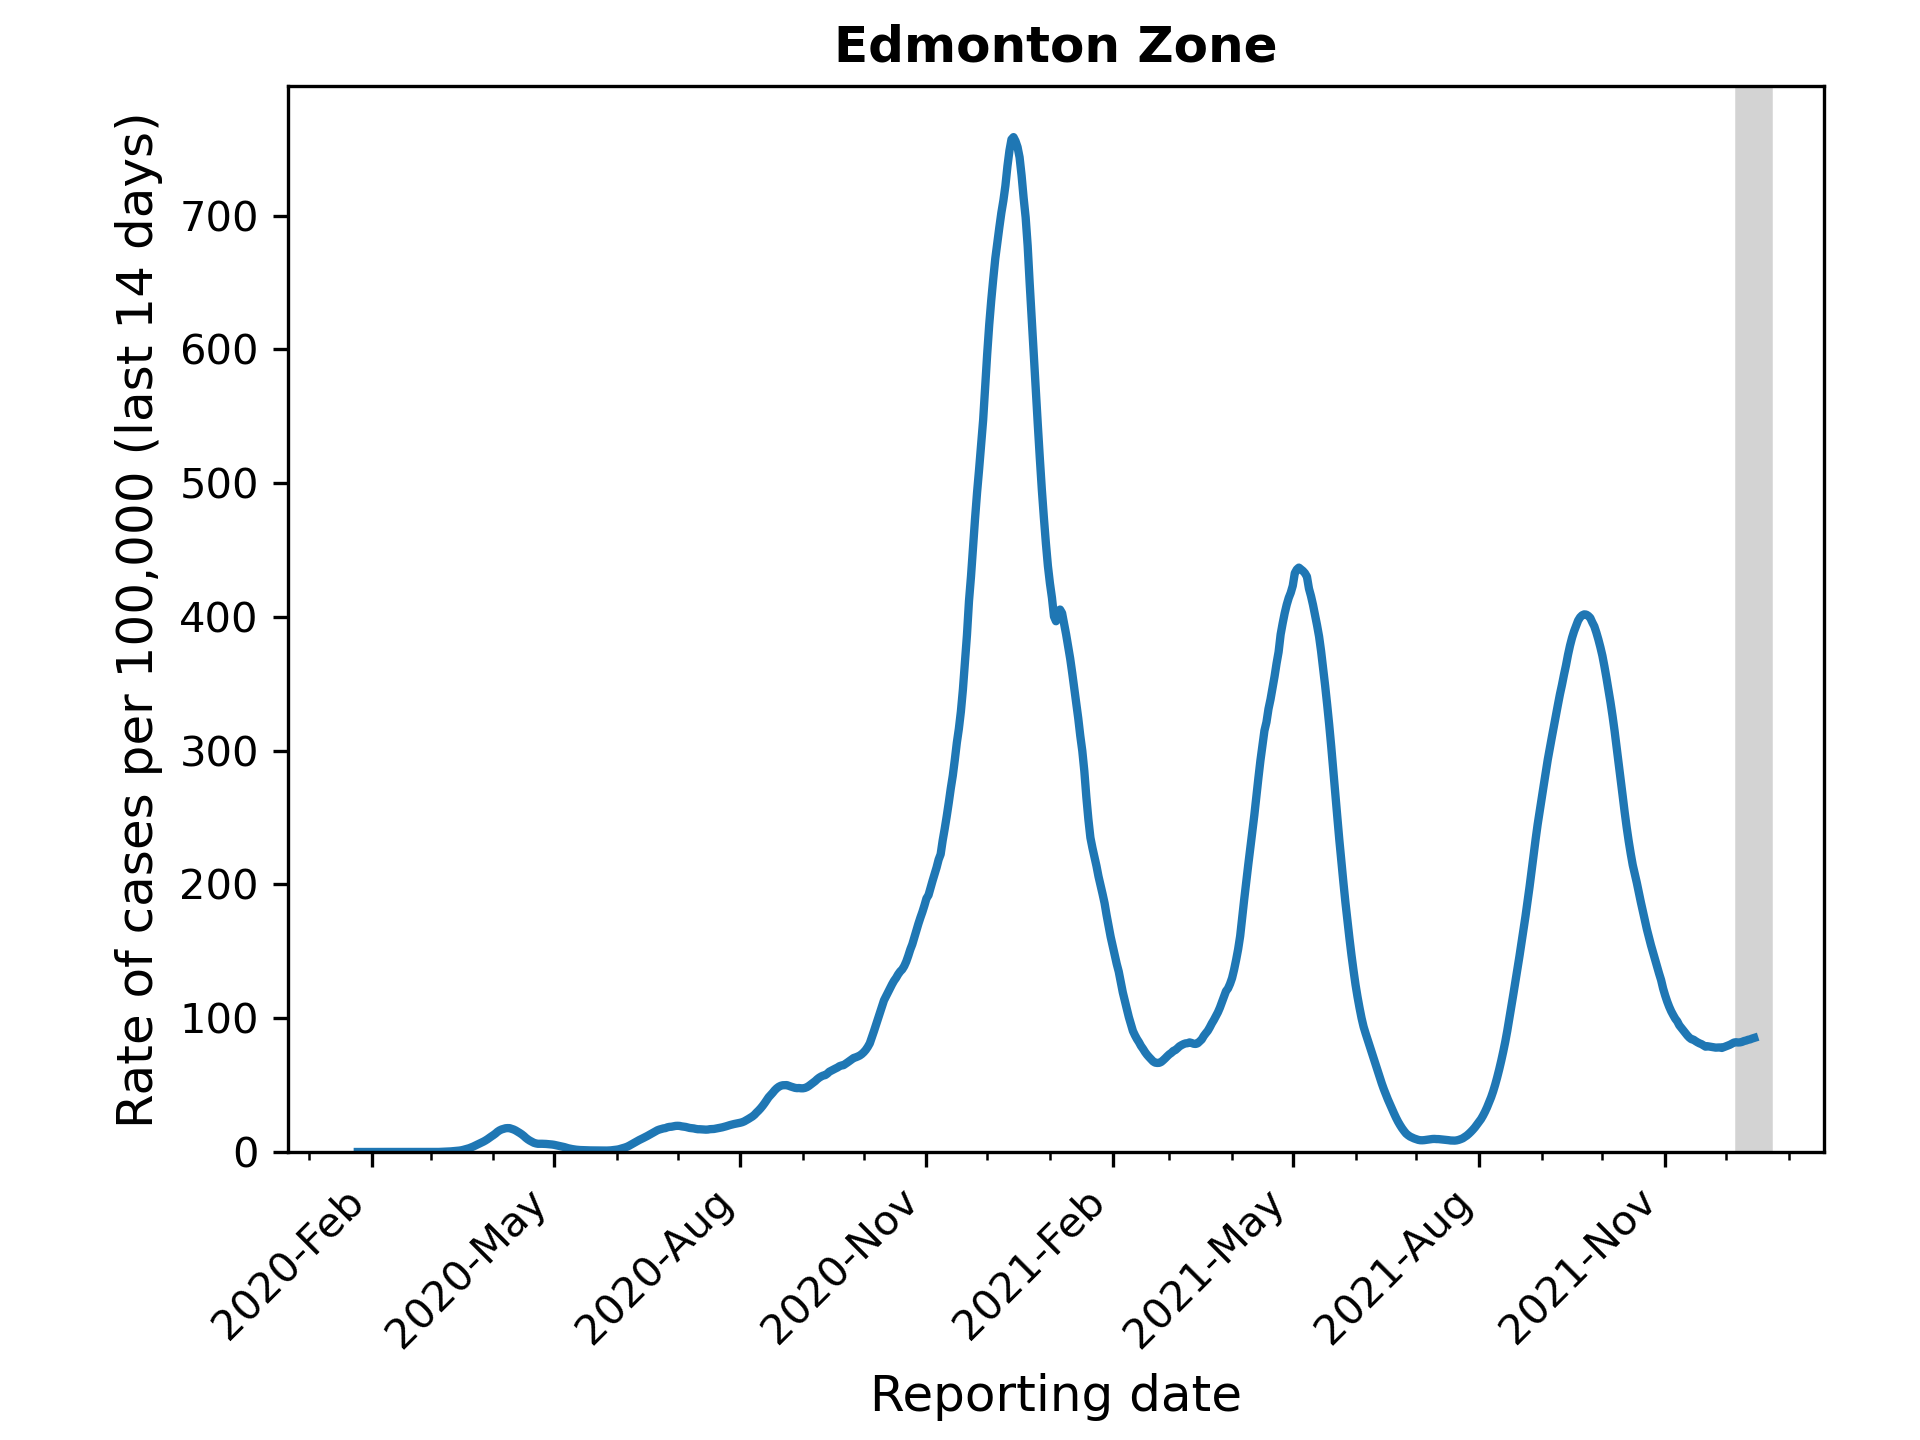 Edmonton Zone
Rate of cases per 100,000 (last 14 days)
700
600
500
400
300
200
100
0
2020-Feb
2020-May
2020-Aug
2020-Nov
2021-Feb
2021-May
2021-Aug
2021-Nov
Reporting date